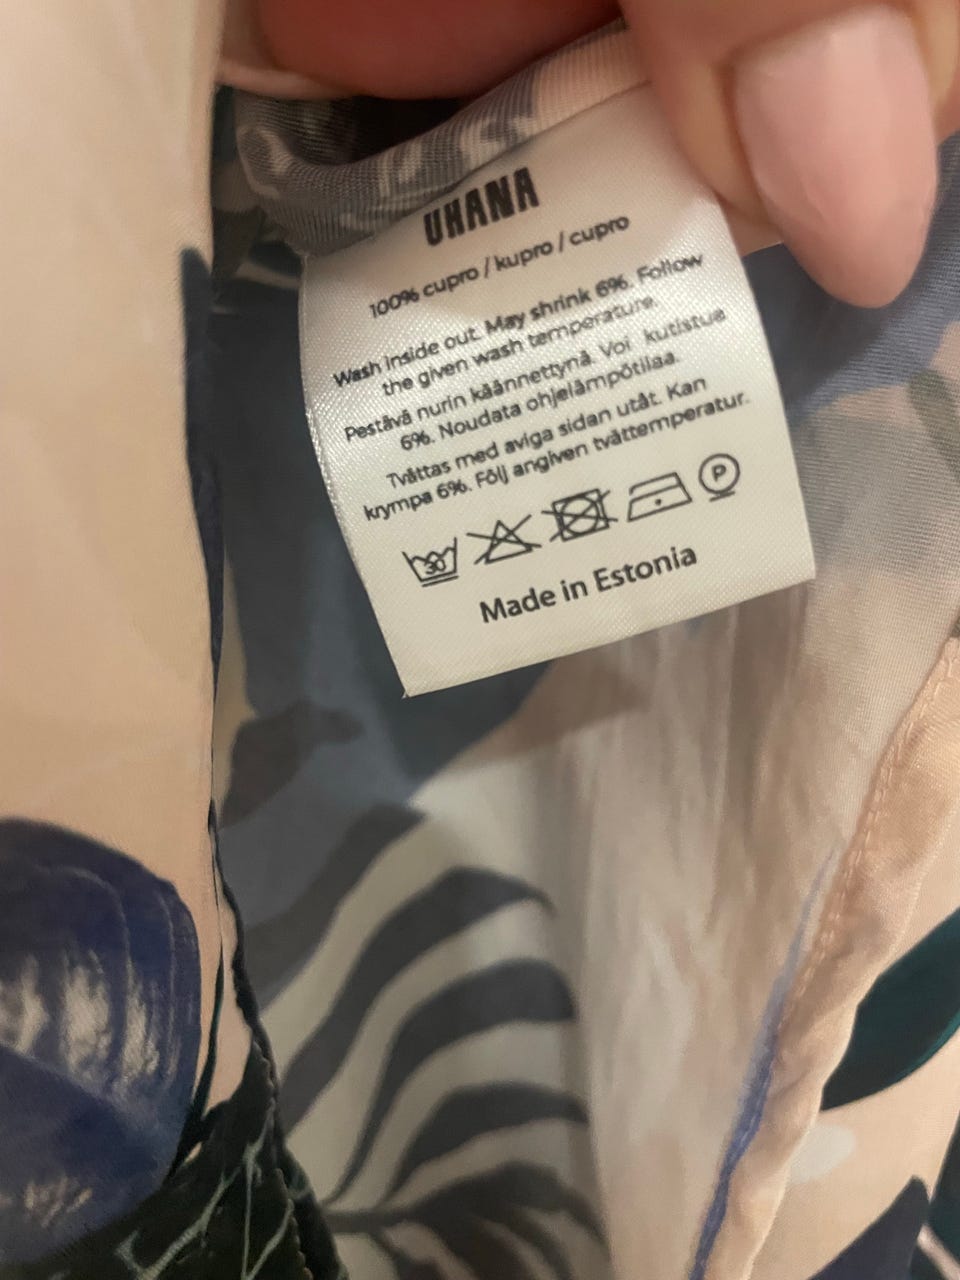 UHANA
100% cupro / kupro / cupro
Wash inside out. May shrink 6%. Follow
the given wash temperature.
Pestävä nurin käännettynä. Voi kutistua
6%. Noudata ohjelämpötilaa.
Tvättas med aviga sidan utåt. Kan
krympa 6%. Följ angiven tvättemperatur.
30 P
Made in Estonia